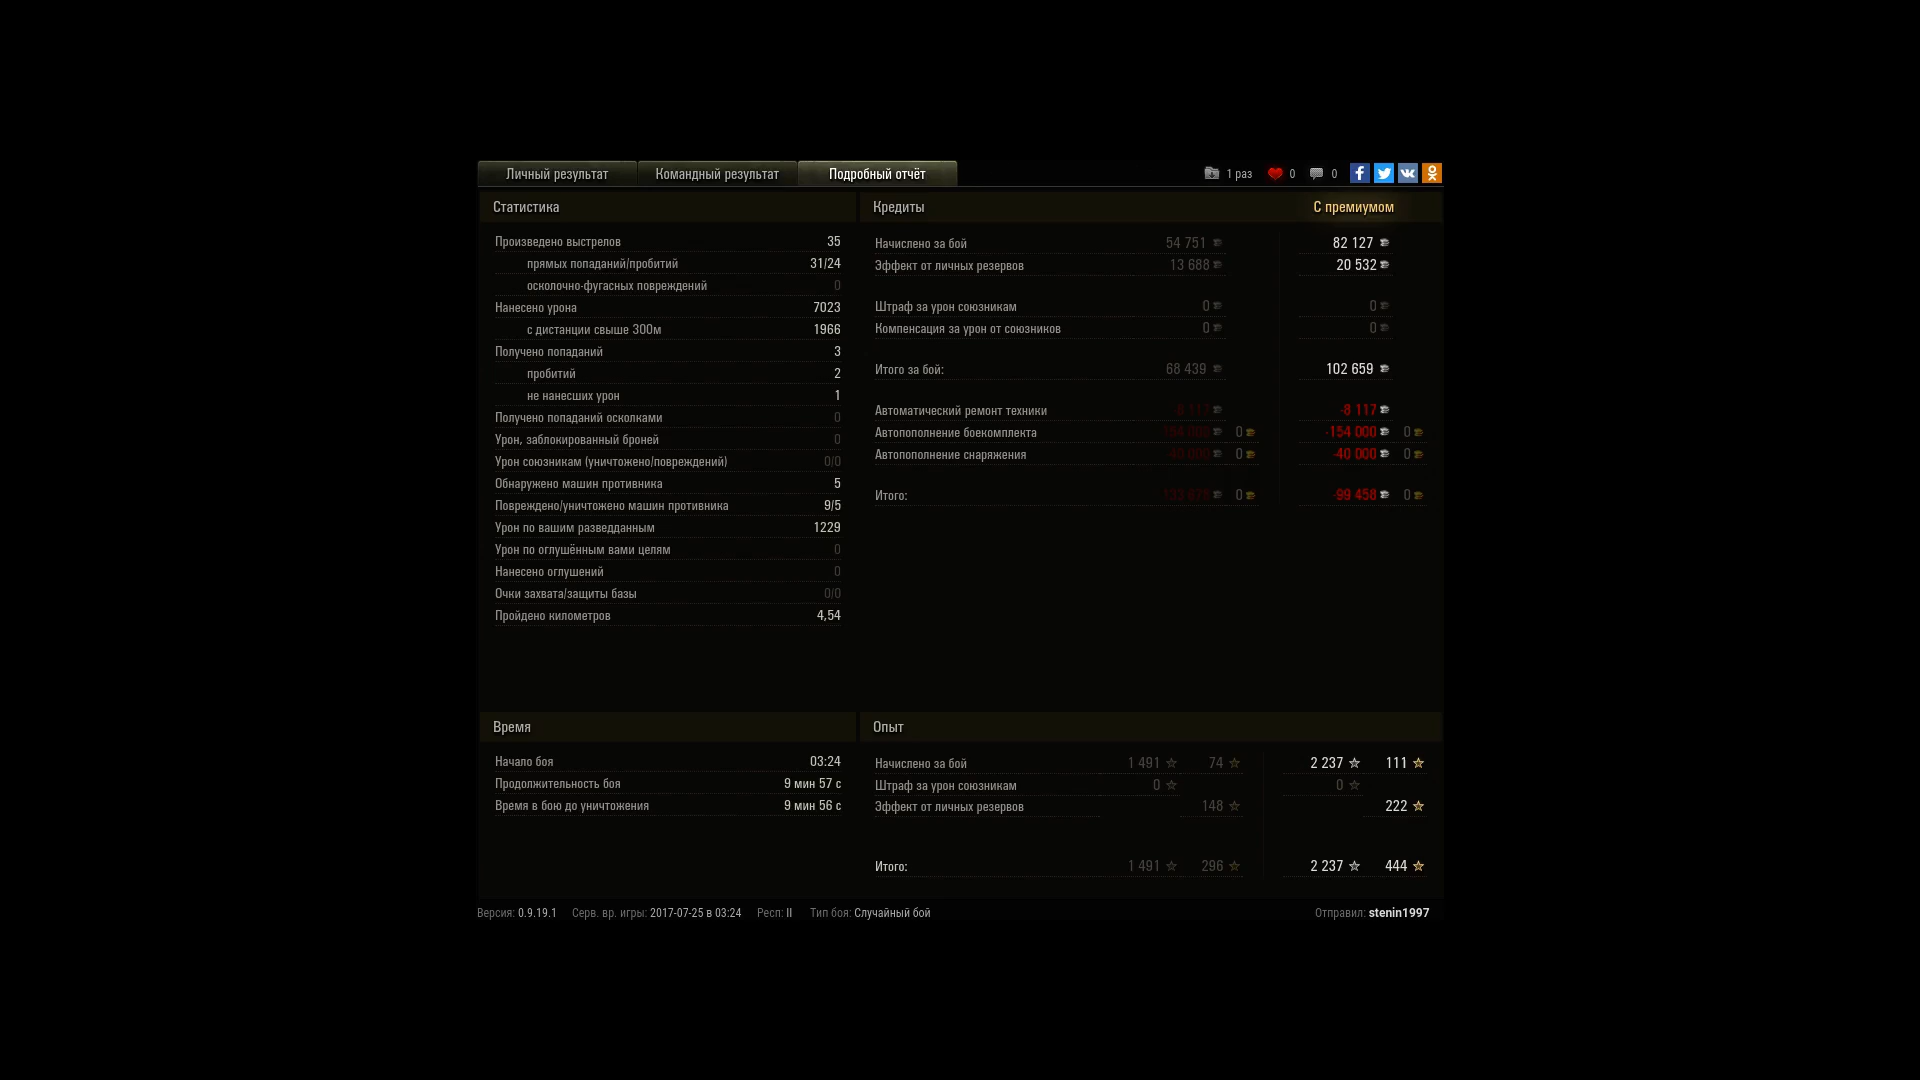 Личный результат Командный результат Подробный отчёт 1 раз 0 0
Статистика
Произведено выстрелов 35
прямых попаданий/пробитий 31/24
осколочно-фугасных повреждений 0
Нанесено урона 7023
с дистанции свыше 300м 1966
Получено попаданий 3
пробитий 2
не нанесших урон 1
Получено попаданий осколками 0
Урон, заблокированный броней 0
Урон союзникам (уничтожено/повреждений) 0/0
Обнаружено машин противника 5
Повреждено/уничтожено машин противника 9/5
Урон по вашим разведданным 1229
Урон по оглушённым вами целям 0
Нанесено оглушений 0
Очки захвата/защиты базы 0/0
Пройдено километров 4,54
Кредиты С премиумом
Начислено за бой 54 751 82 127
Эффект от личных резервов 13 688 20 532
Штраф за урон союзникам 0 0
Компенсация за урон от союзников 0 0
Итого за бой: 68 439 102 659
Автоматический ремонт техники -8 117 -8 117
Автопополнение боекомплекта -154 000 0 -154 000 0
Автопополнение снаряжения -40 000 0 -40 000 0
Итого: 0 -99 458 0
Время
Начало боя 03:24
Продолжительность боя 9 мин 57 с
Время в бою до уничтожения 9 мин 56 с
Опыт
Начислено за бой 1 491 74 2 237 111
Штраф за урон союзникам 0 0
Эффект от личных резервов 148 222
Итого: 1 491 296 2 237 444
Версия: 0.9.19.1 Серв. вр. игры: 2017-07-25 в 03:24 Респ: II Тип боя: Случайный бой Отправил: stenin1997